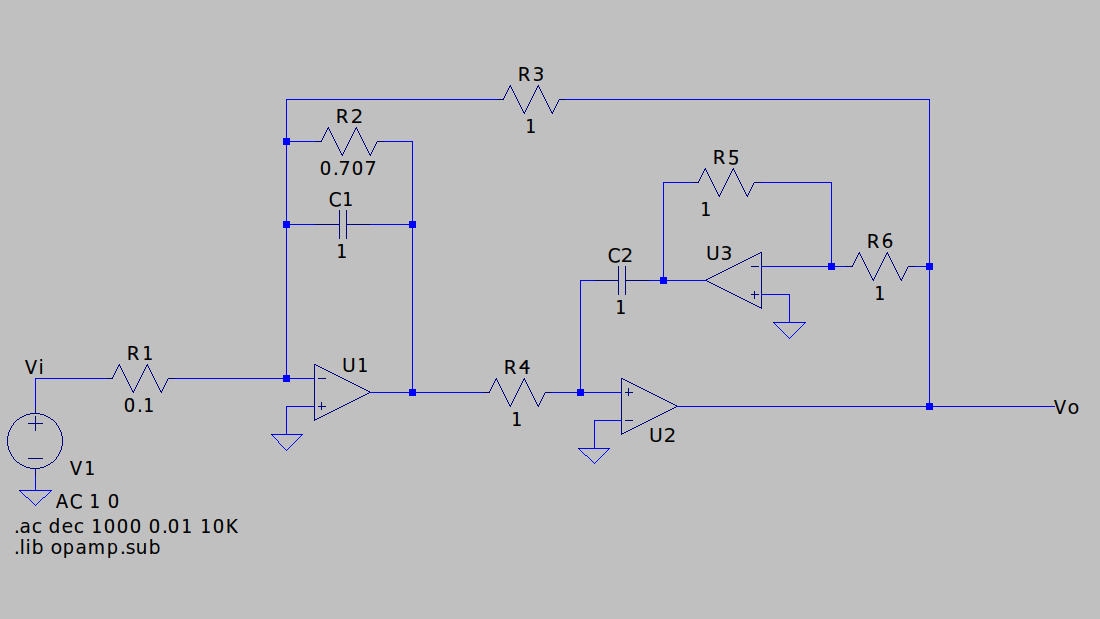 R3
1
R2
0.707
C1
1
R5
1
R6
1
U3
C2
1
Vi
R1
0.1
U1
R4
1
U2
Vo
V1
AC 1 0
.ac dec 1000 0.01 10K
.lib opamp.sub